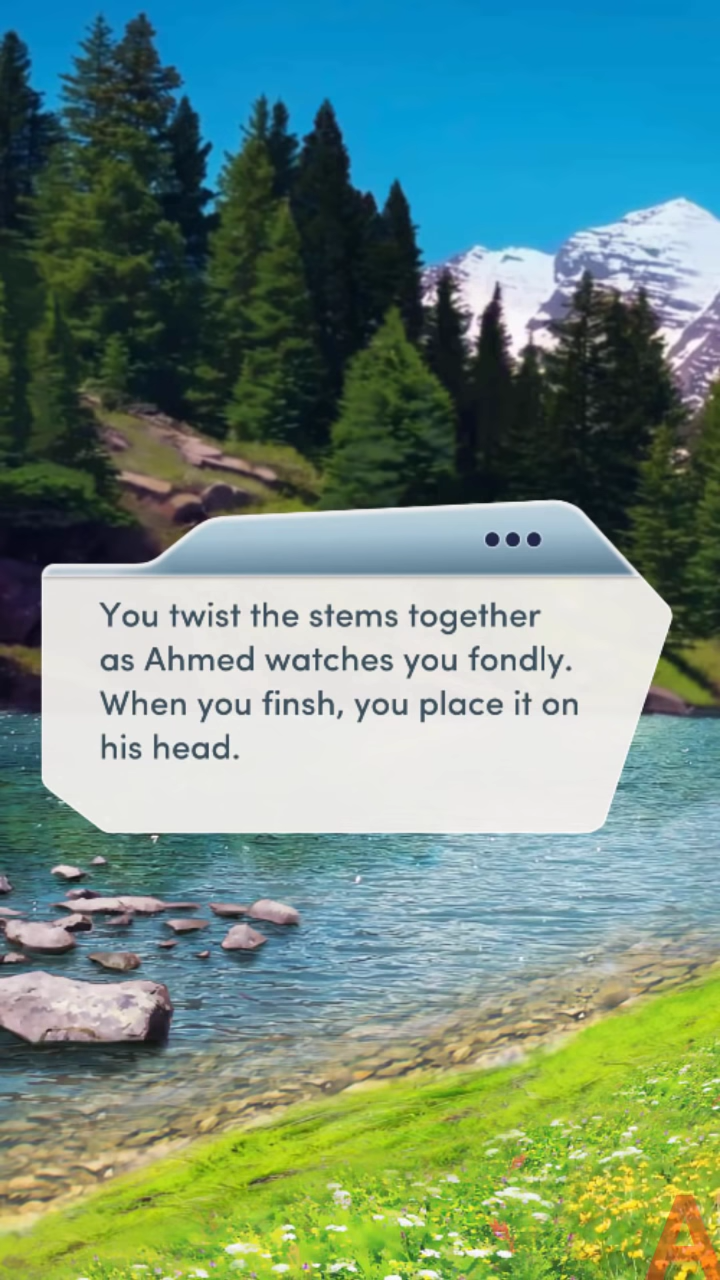 You twist the stems together
as Ahmed watches you fondly.
When you finsh, you place it on
his head.
A